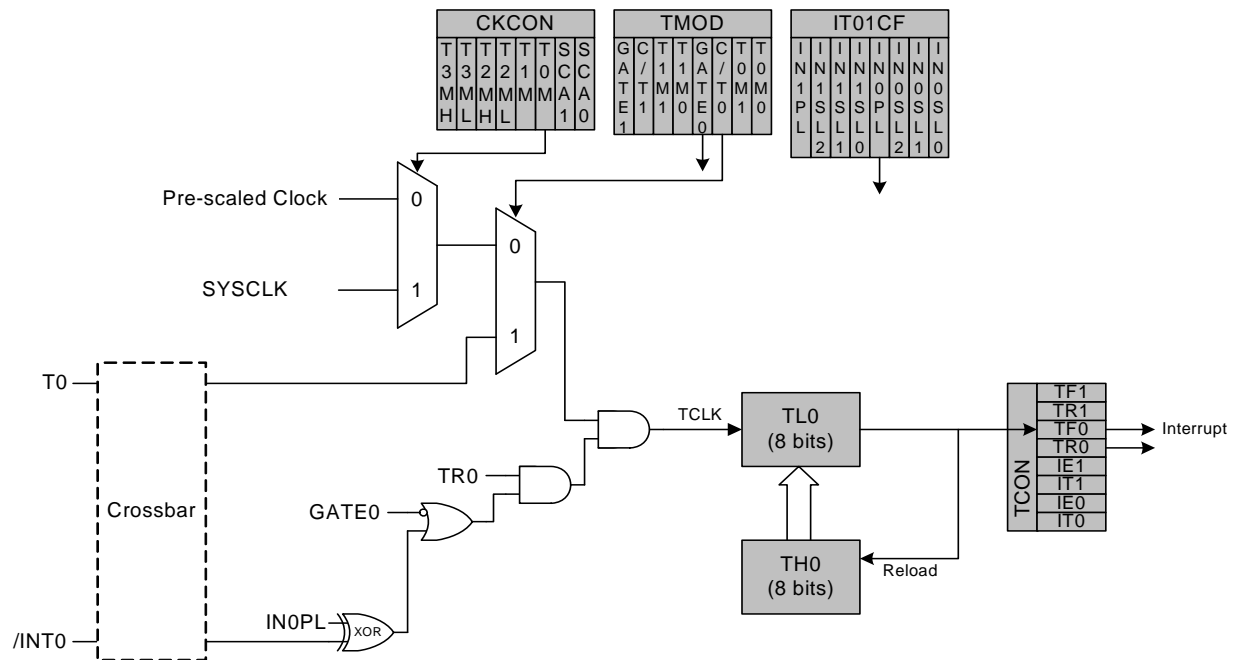 CKCON
T3MH
T3ML
T2MH
T2ML
T1M
T0M
SCA1
SCA0
TMOD
GATE1
C/T1
T1M1
T1M0
GATE0
C/T0
T0M1
T0M0
IT01CF
IN1PL
IN1SL2
IN1SL1
IN1SL0
IN0PL
IN0SL2
IN0SL1
IN0SL0
Pre-scaled Clock
0
SYSCLK
1
0
1
T0
Crossbar
/INT0
TR0
GATE0
IN0PL
XOR
TCLK
TL0
(8 bits)
TH0
(8 bits)
Reload
TCON
TF1
TR1
TF0
TR0
IE1
IT1
IE0
IT0
Interrupt